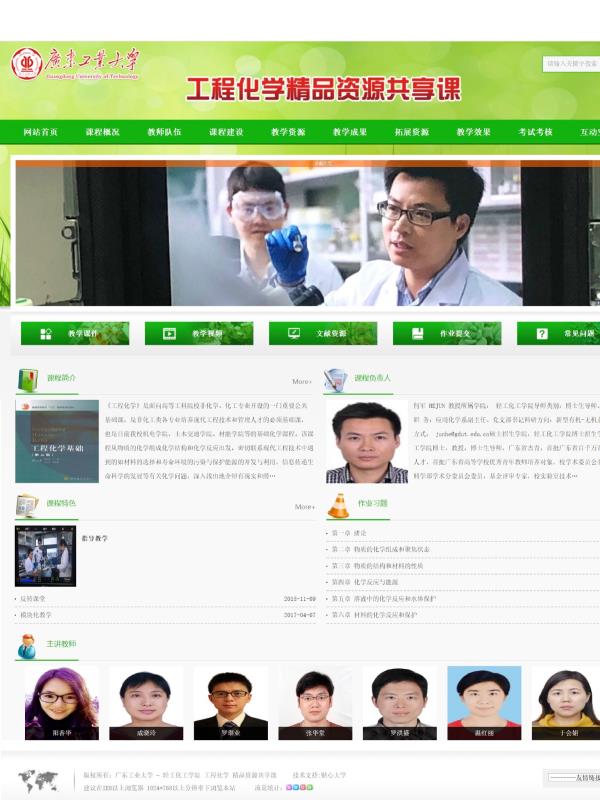 廣東工業大學
Guangdong University of Technology
请输入关键字搜索
工程化学精品资源共享课
网站首页 课程概况 教师队伍 课程建设 教学资源 教学成果 拓展资源 教学效果 考试考核
教学课件 教学视频 文献资源 作业提交 常见问题
课程简介 More+
工程化学基础
(第二版)
《工程化学》是面向高等工科院校非化学、化工专业开设的一门重要公共
基础课。是非化工类各专业培养现代工程技术和管理人才的必须基础课，
也是目前我校机电学院、土木交通学院、材能学院等的基础化学课程。该课
程从物质的化学组成化学结构和化学反应出发，密切联系现代工程技术中遇
到的如材料的选择和寿命环境的污染与保护能源的开发与利用，信息传递生
命科学的发展等有关化学问题，深入浅出地介绍有现实和潜…
课程负责人
何军 HEJUN 教授所属学院： 轻工化工学院导师类别：博士生导师、
职 务：应用化学系副主任、党支部书记科研方向：新型有机-无机
方式： junhe@gdut.edu.cn硕士招生学院：轻工化工学院博士招生学
工学院博士、教授、博士生导师、广东省杰青、广东省百千万
人才、首批广东省高等学校优秀青年教师培养对象。校学术委员会
科学部学术分委员会委员，基金评审专家，校实验室技术…
课程特色 More+
指导教学
· 反转课堂 2015-11-09
· 模块化教学 2017-04-07
作业习题
· 第一章 绪论
· 第二章 物质的化学组成和聚集状态
· 第三章 物质的结构和材料的性质
· 第四章 化学反应与能源
· 第五章 溶液中的化学反应和水体保护
· 第六章 材料的化学反应和保护
主讲教师
阳香华 成晓玲 罗继业 张华堂 罗洪盛 温红丽 于会娟
版权所有：广东工业大学 - 轻工化工学院 工程化学 精品资源共享课 技术支持:贴心大学
建议在IE8以上浏览器 1024*768以上分辨率下浏览本站 流量统计:
----------友情链接